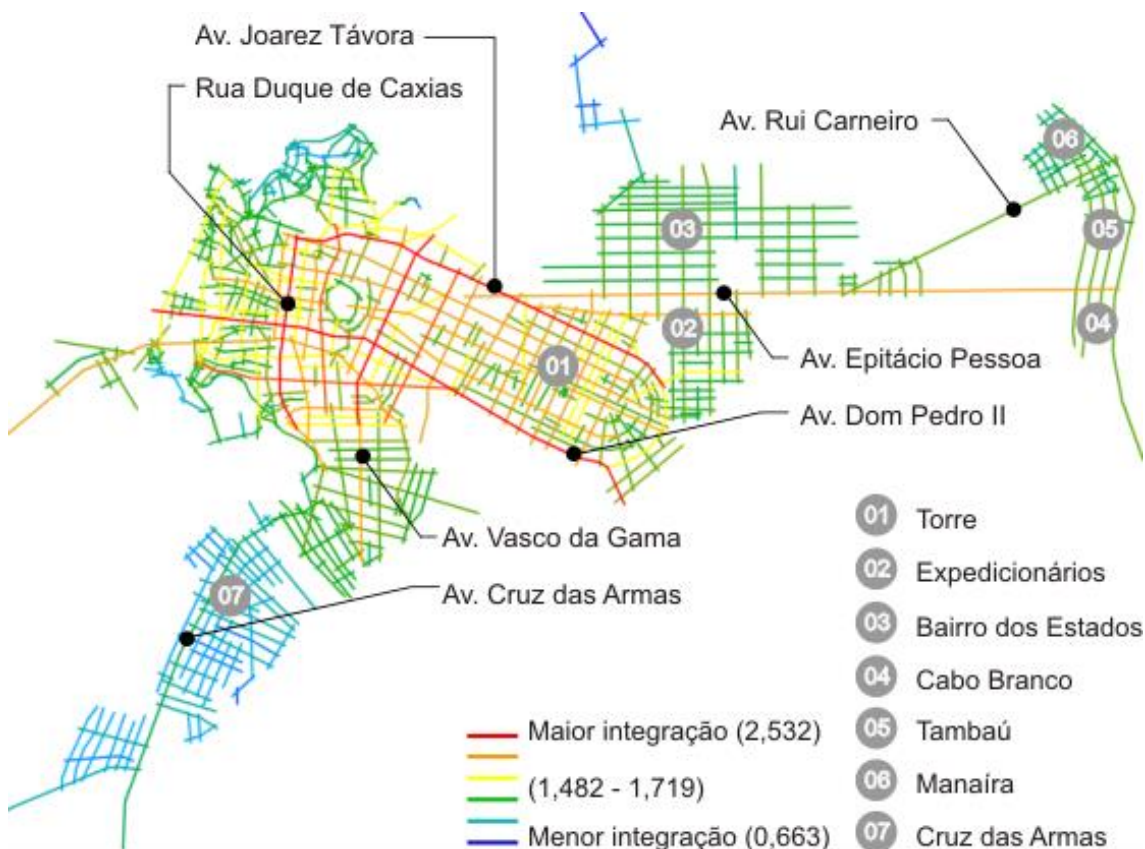 Av. Joarez Távora
Rua Duque de Caxias
Av. Rui Carneiro
06
05
03
04
02
01
Av. Epitácio Pessoa
Av. Dom Pedro II
Av. Vasco da Gama
07
Av. Cruz das Armas
01 Torre
02 Expedicionários
03 Bairro dos Estados
04 Cabo Branco
05 Tambaú
06 Manaíra
07 Cruz das Armas
Maior integração (2,532)
(1,482 - 1,719)
Menor integração (0,663)